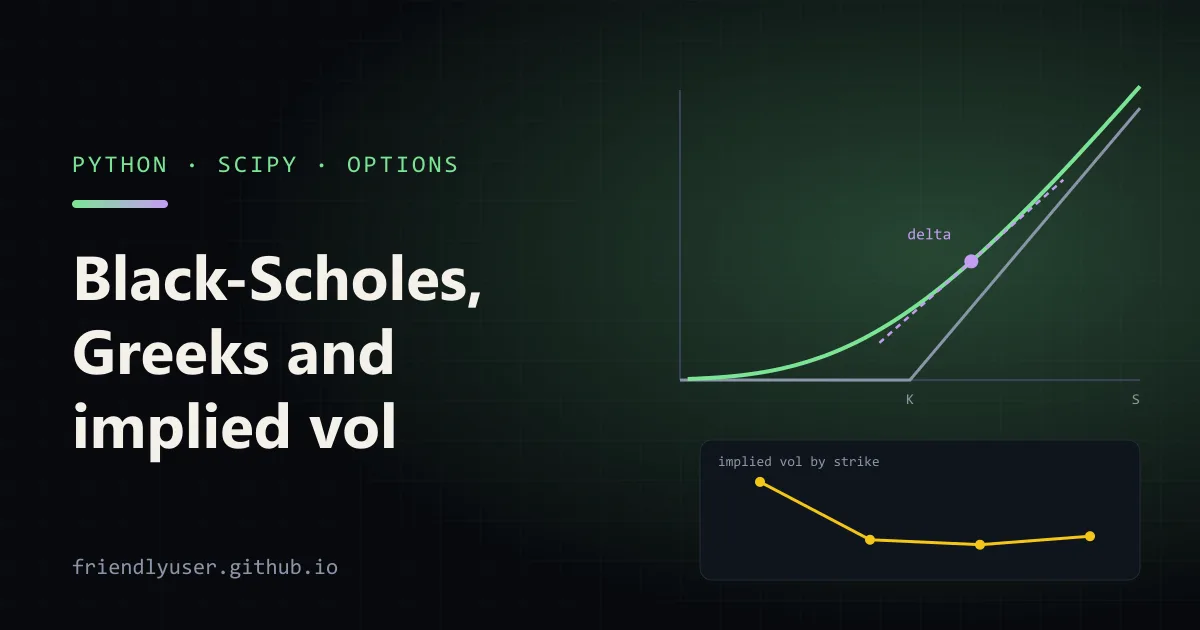 PYTHON · SCIPY · OPTIONS
Black-Scholes,
Greeks and
implied vol
friendlyuser.github.io
delta
K
S
implied vol by strike